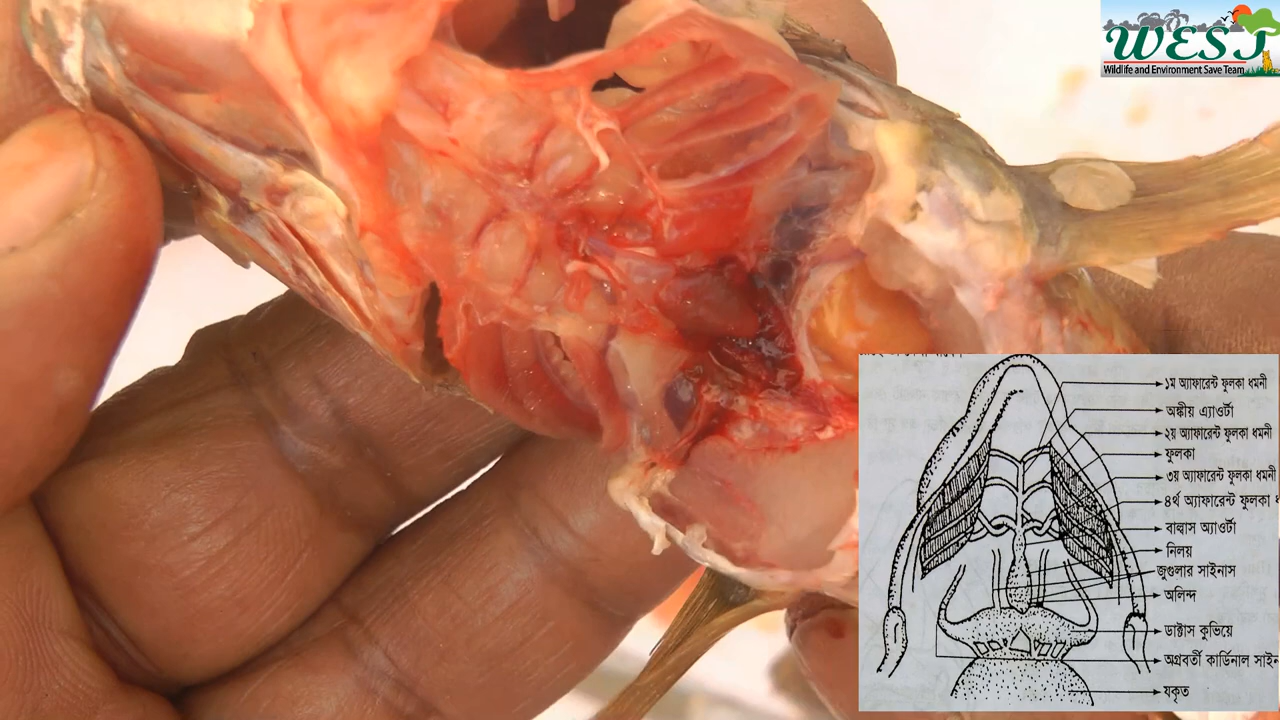 WEST
Wildlife and Environment Save Team
১ম অ্যাফারেন্ট ফুলকা ধমনী
অঙ্কীয় এ্যাওর্টা
২য় অ্যাফারেন্ট ফুলকা ধমনী
ফুলকা
৩য় অ্যাফারেন্ট ফুলকা ধমনী
৪র্থ অ্যাফারেন্ট ফুলকা
বাল্বাস অ্যাওর্টা
নিলয়
জুগুলার সাইনাস
অলিন্দ
ডাক্টাস কুভিয়ে
অগ্রবর্তী কার্ডিনাল
যকৃত